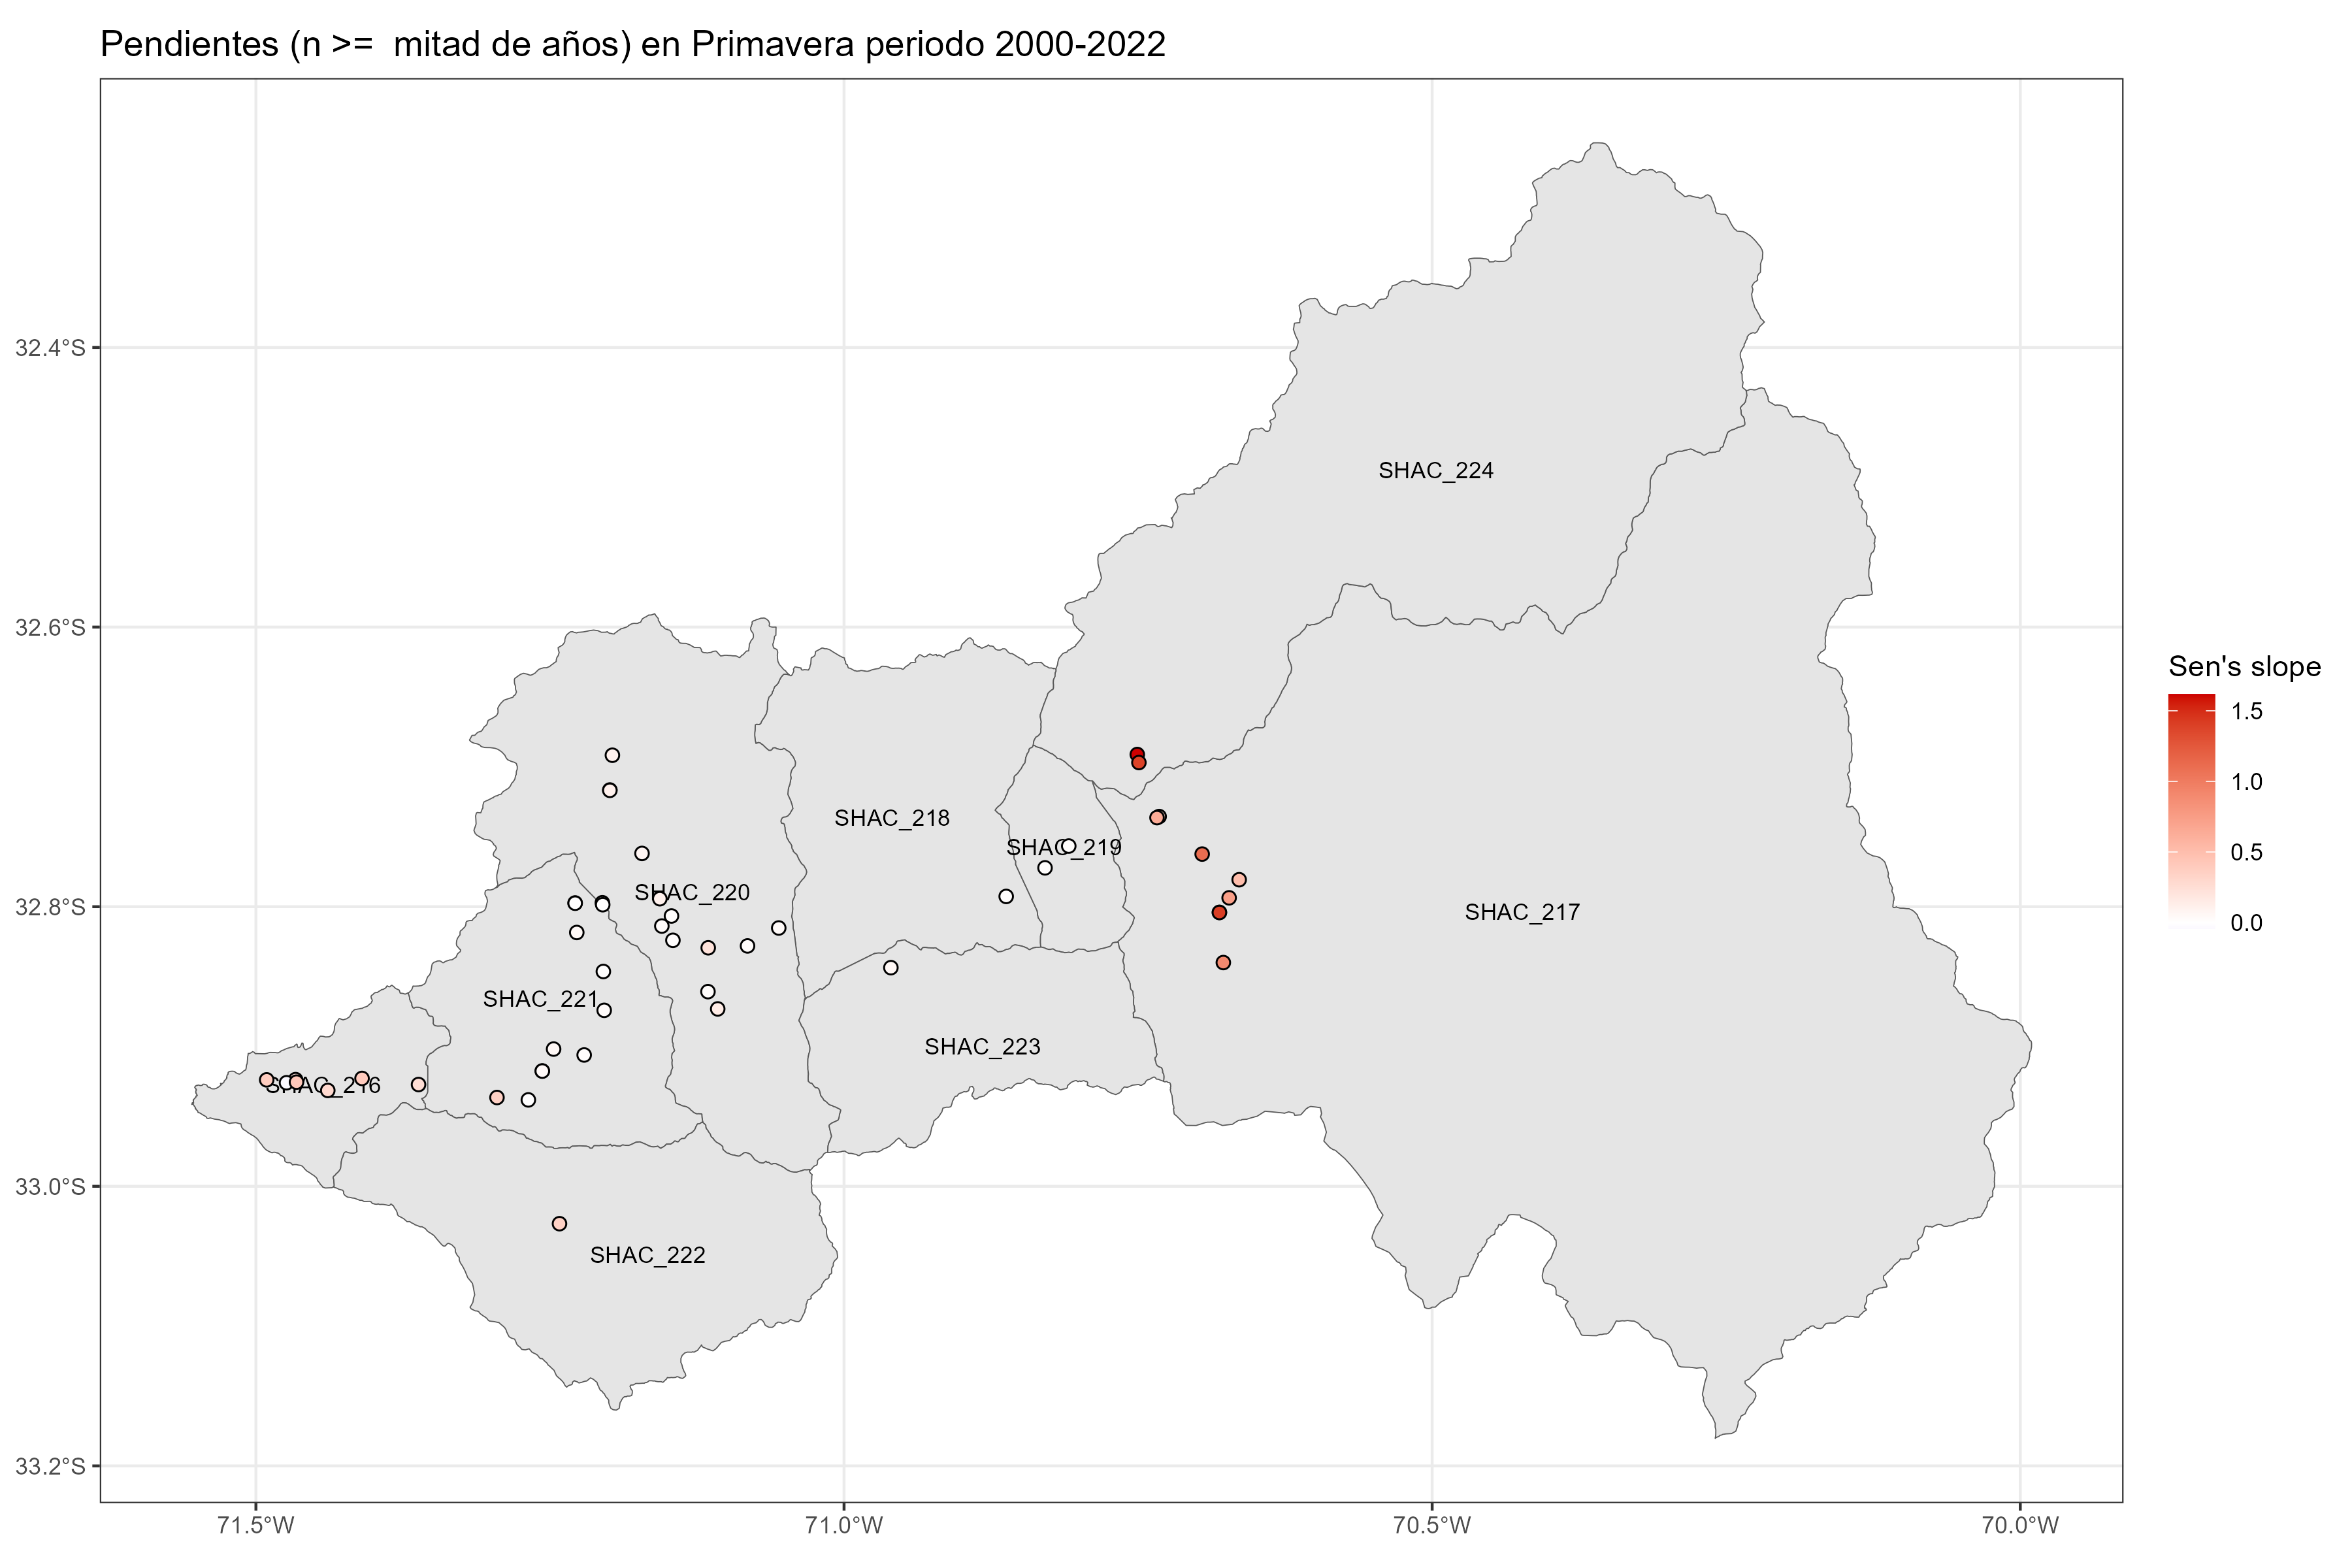 Pendientes (n >=  mitad de años) en Primavera periodo 2000-2022
32.4°S
32.6°S
32.8°S
33.0°S
33.2°S
71.5°W
71.0°W
70.5°W
70.0°W
SHAC_224
SHAC_218
SHAC_219
SHAC_220
SHAC_217
SHAC_221
SHAC_223
SHAC_216
SHAC_222
Sen's slope
1.5
1.0
0.5
0.0